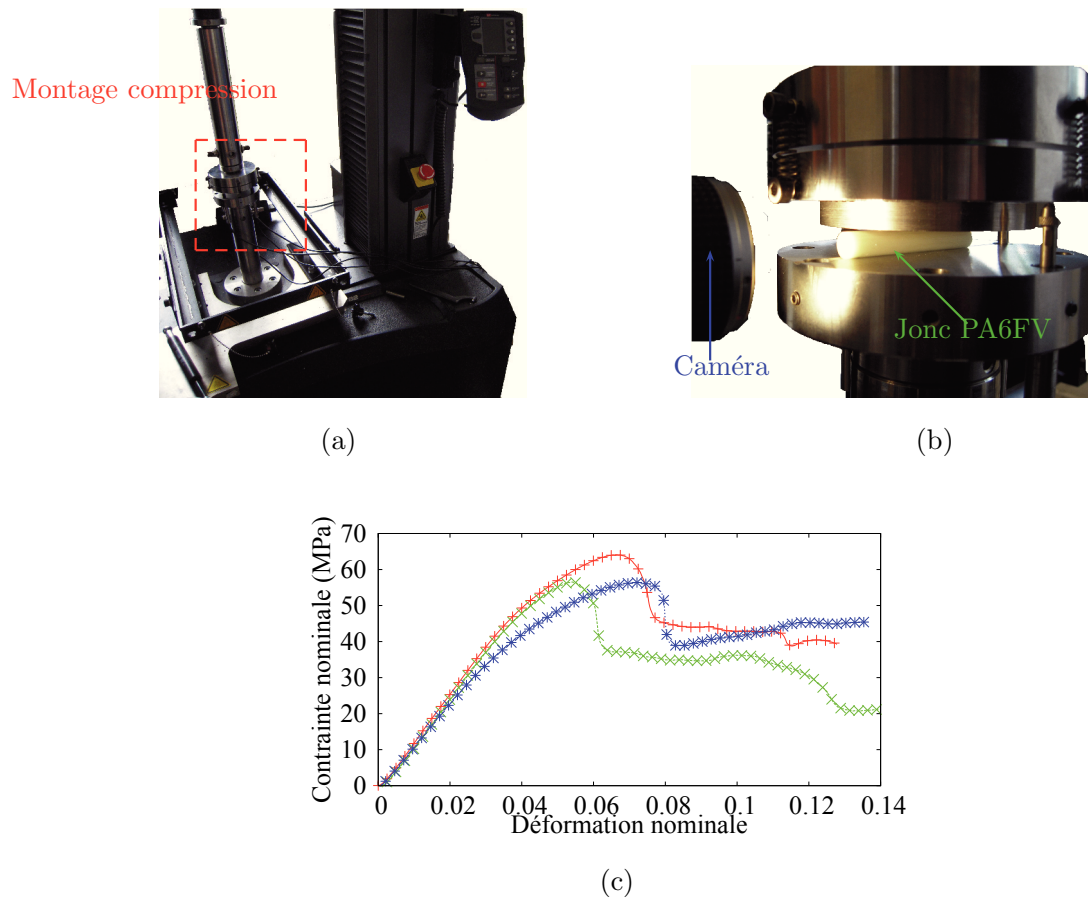 Montage compression
Jonc PA6FV
Caméra
(a)
(b)
Contrainte nominale (MPa)
70
60
50
40
30
20
10
0
0 0.02 0.04 0.06 0.08 0.1 0.12 0.14
Déformation nominale
(c)